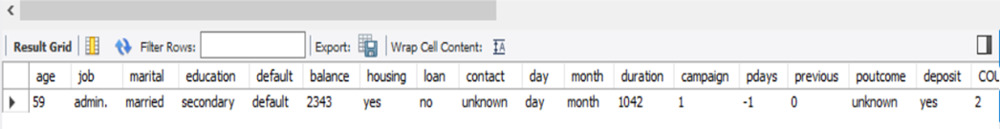 Result Grid Filter Rows: Export: Wrap Cell Content:
age job marital education default balance housing loan contact day month duration campaign pdays previous poutcome deposit COU
59 admin. married secondary default 2343 yes no unknown day month 1042 1 -1 0 unknown yes 2